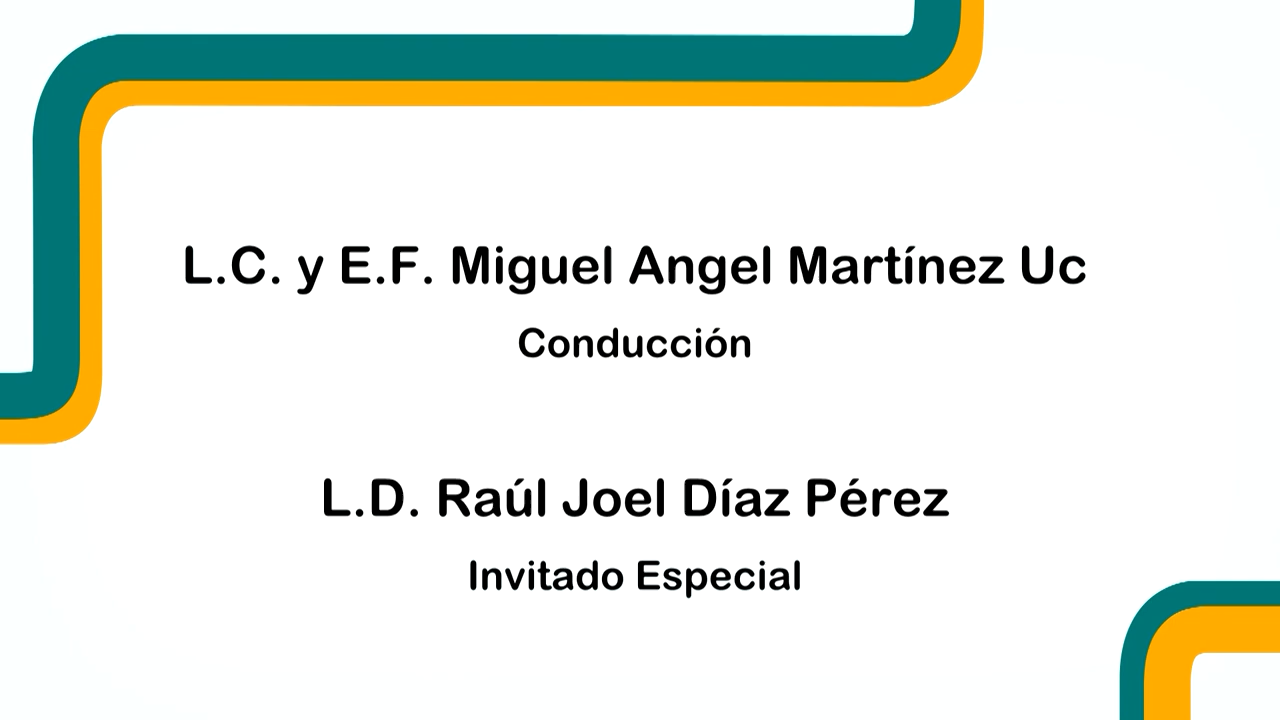 L.C. y E.F. Miguel Angel Martínez Uc
Conducción
L.D. Raúl Joel Díaz Pérez
Invitado Especial